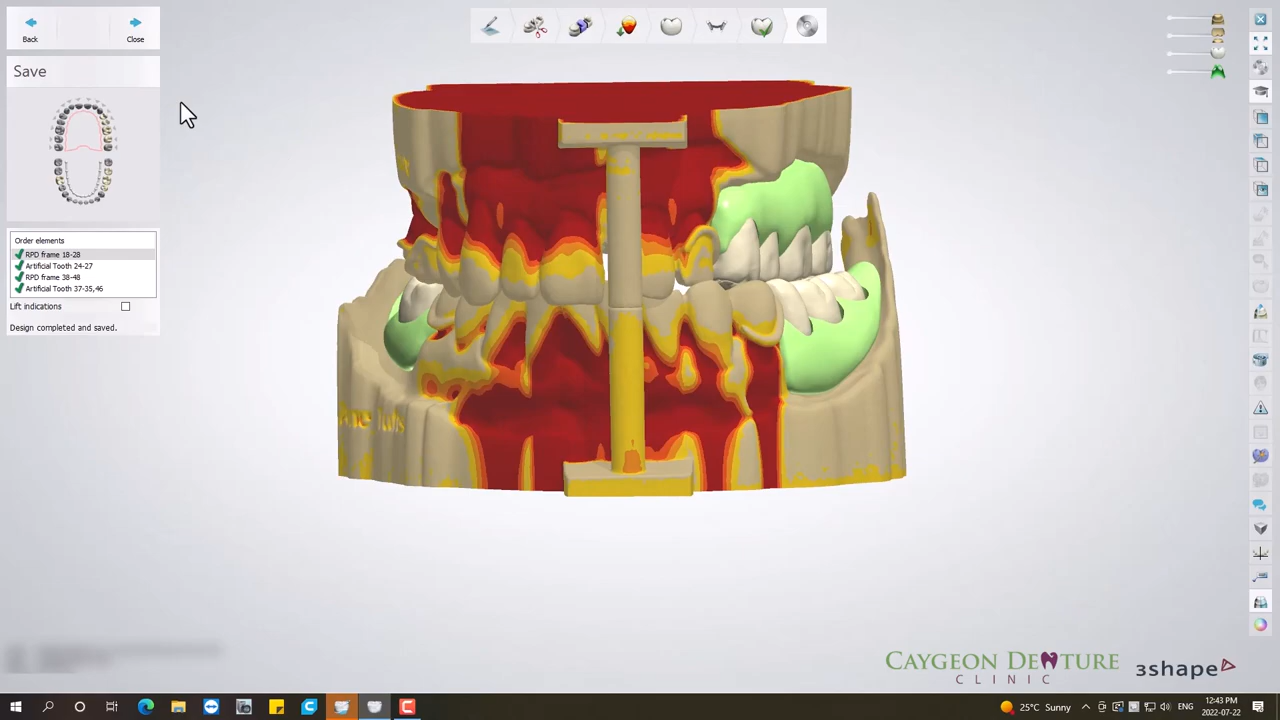 Back
Close
Save
Order elements
RPD frame 18-28
Artificial Tooth 24-27
RPD frame 38-48
Artificial Tooth 37-35,46
Lift indications
Design completed and saved.
CAYGEON DENTURE
CLINIC
3shape
25°C Sunny
ENG
12:43 PM
2022-07-22